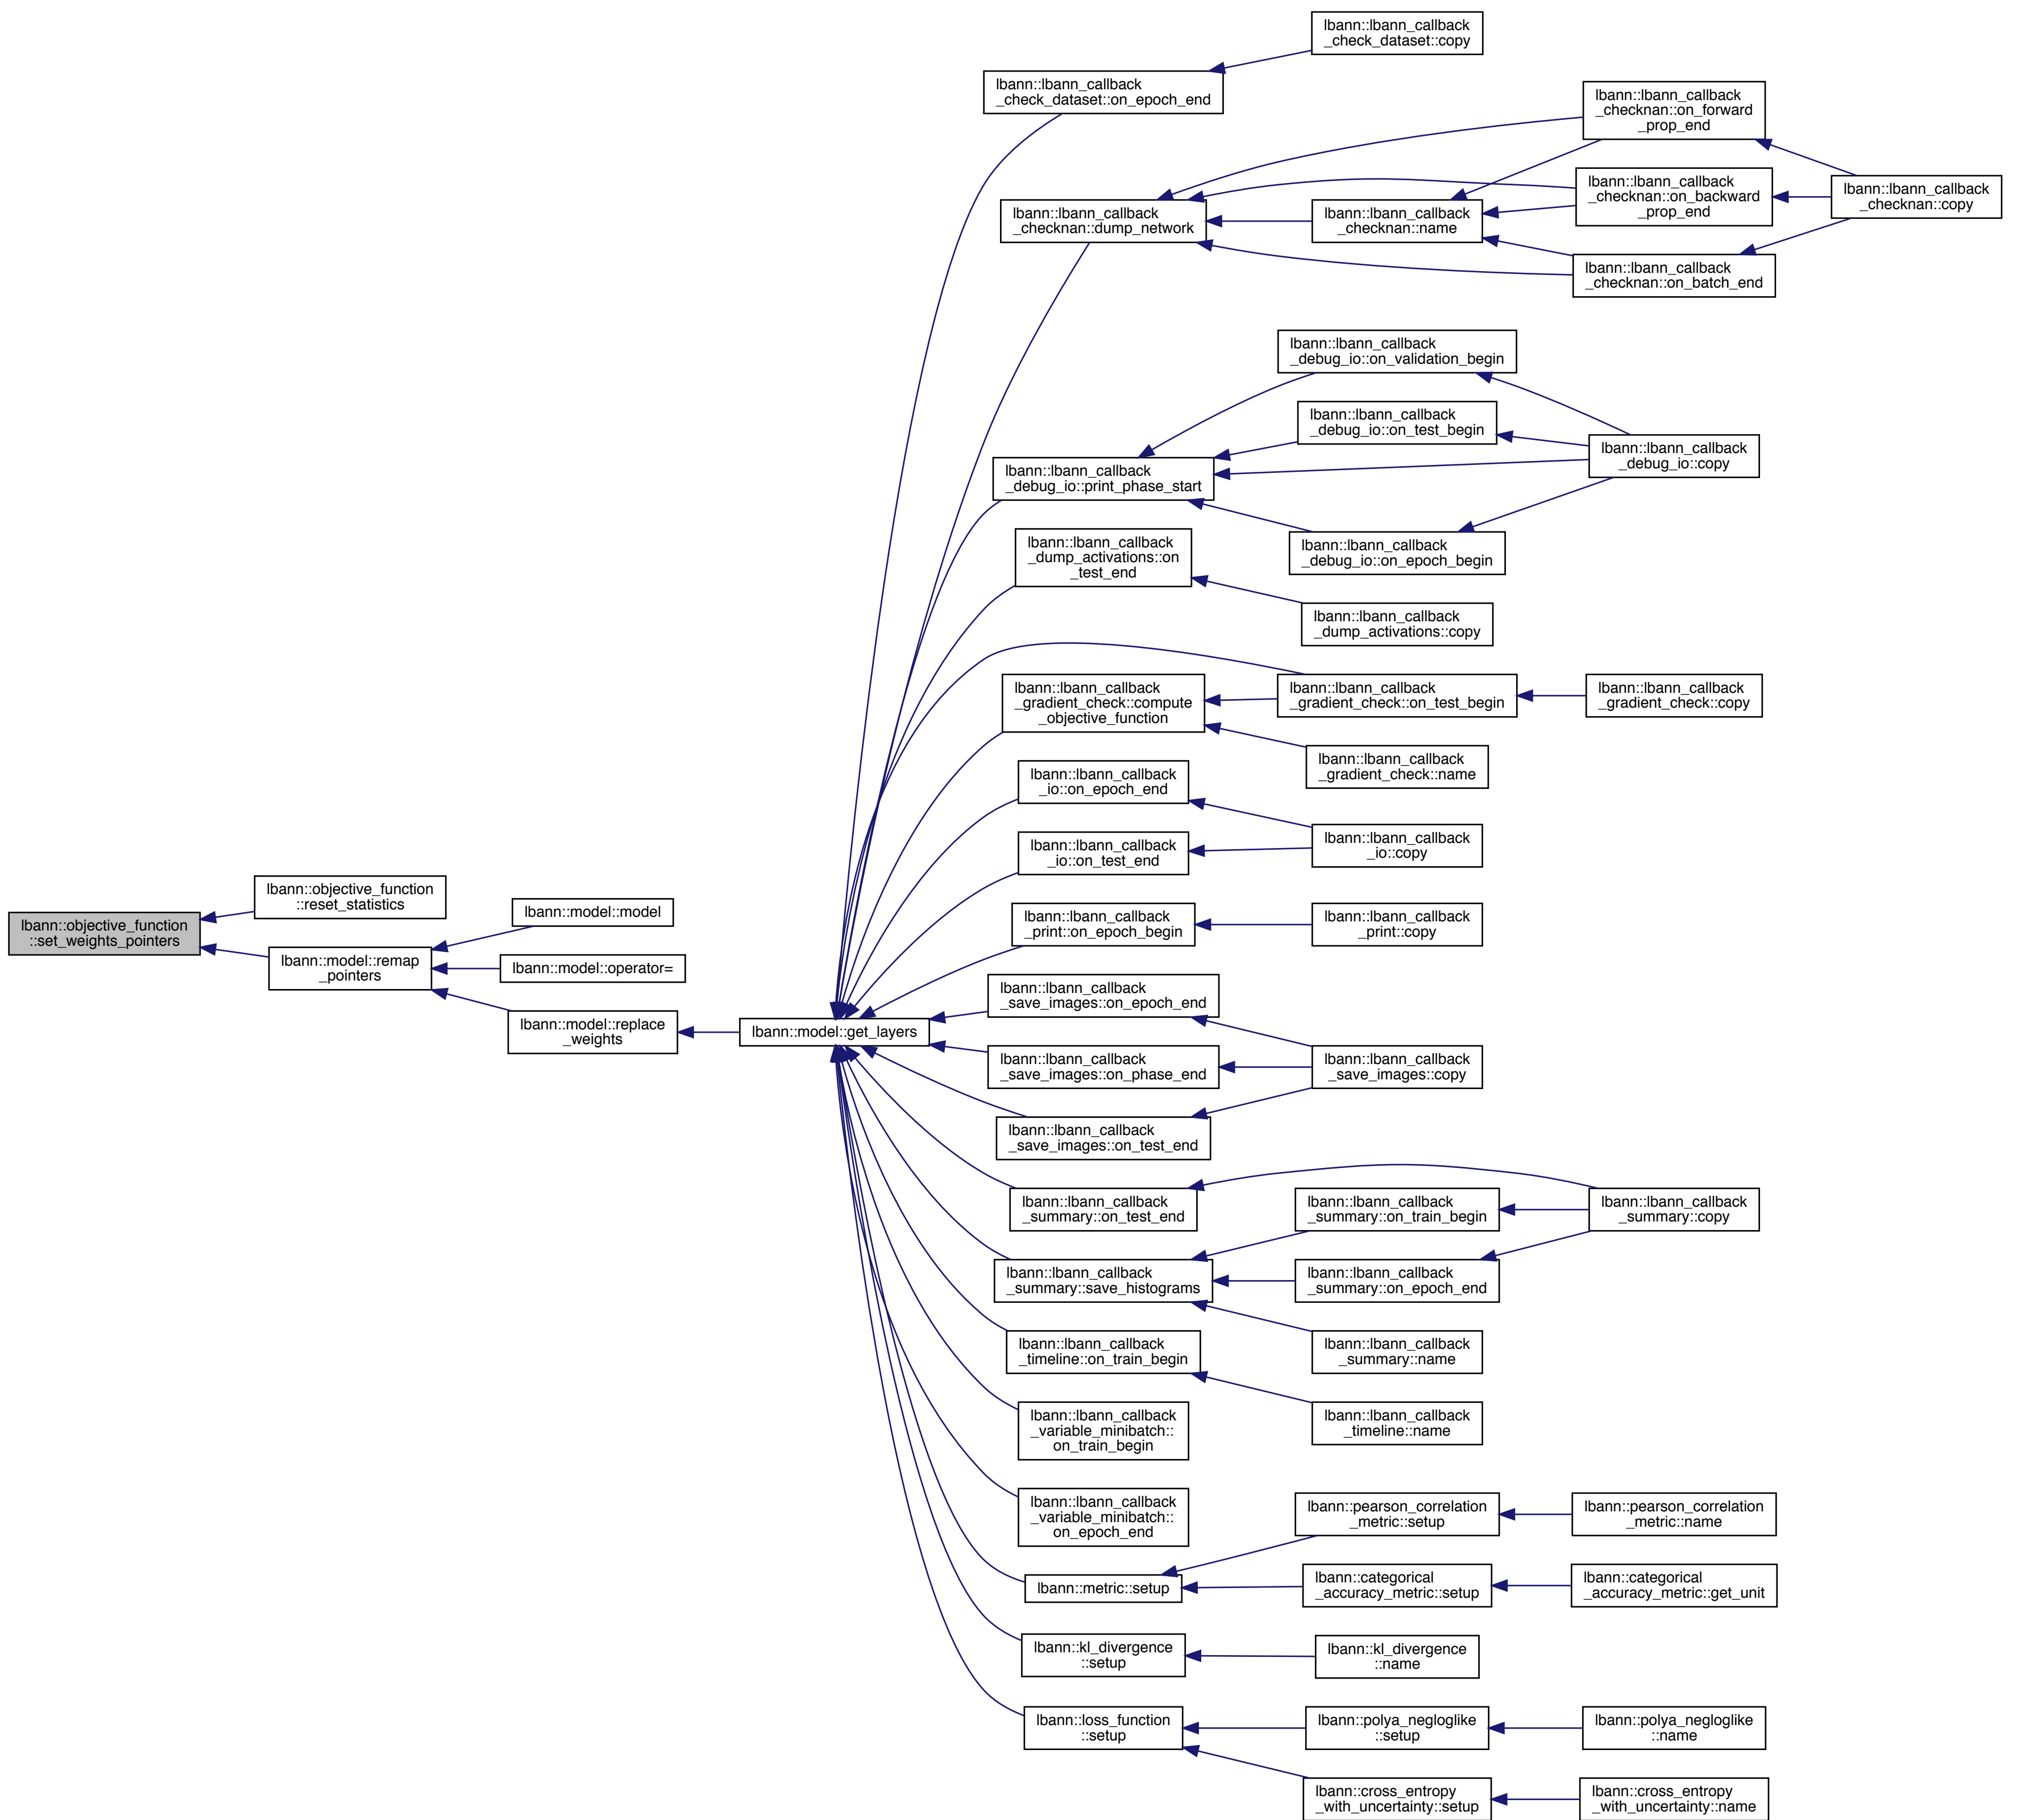 lbann::objective_function
::set_weights_pointers
lbann::objective_function
::reset_statistics
lbann::model::remap
_pointers
lbann::model::model
lbann::model::operator=
lbann::model::replace
_weights
lbann::model::get_layers
lbann::lbann_callback
_check_dataset::on_epoch_end
lbann::lbann_callback
_check_dataset::copy
lbann::lbann_callback
_checknan::dump_network
lbann::lbann_callback
_checknan::name
lbann::lbann_callback
_checknan::on_forward
_prop_end
lbann::lbann_callback
_checknan::on_backward
_prop_end
lbann::lbann_callback
_checknan::on_batch_end
lbann::lbann_callback
_checknan::copy
lbann::lbann_callback
_debug_io::print_phase_start
lbann::lbann_callback
_debug_io::on_validation_begin
lbann::lbann_callback
_debug_io::on_test_begin
lbann::lbann_callback
_debug_io::copy
lbann::lbann_callback
_debug_io::on_epoch_begin
lbann::lbann_callback
_dump_activations::on
_test_end
lbann::lbann_callback
_dump_activations::copy
lbann::lbann_callback
_gradient_check::compute
_objective_function
lbann::lbann_callback
_gradient_check::on_test_begin
lbann::lbann_callback
_gradient_check::copy
lbann::lbann_callback
_gradient_check::name
lbann::lbann_callback
_io::on_epoch_end
lbann::lbann_callback
_io::on_test_end
lbann::lbann_callback
_io::copy
lbann::lbann_callback
_print::on_epoch_begin
lbann::lbann_callback
_print::copy
lbann::lbann_callback
_save_images::on_epoch_end
lbann::lbann_callback
_save_images::on_phase_end
lbann::lbann_callback
_save_images::copy
lbann::lbann_callback
_save_images::on_test_end
lbann::lbann_callback
_summary::on_test_end
lbann::lbann_callback
_summary::on_train_begin
lbann::lbann_callback
_summary::copy
lbann::lbann_callback
_summary::save_histograms
lbann::lbann_callback
_summary::on_epoch_end
lbann::lbann_callback
_summary::name
lbann::lbann_callback
_timeline::on_train_begin
lbann::lbann_callback
_timeline::name
lbann::lbann_callback
_variable_minibatch::
on_train_begin
lbann::lbann_callback
_variable_minibatch::
on_epoch_end
lbann::metric::setup
lbann::pearson_correlation
_metric::setup
lbann::pearson_correlation
_metric::name
lbann::categorical
_accuracy_metric::setup
lbann::categorical
_accuracy_metric::get_unit
lbann::kl_divergence
::setup
lbann::kl_divergence
::name
lbann::loss_function
::setup
lbann::polya_negloglike
::setup
lbann::polya_negloglike
::name
lbann::cross_entropy
_with_uncertainty::setup
lbann::cross_entropy
_with_uncertainty::name